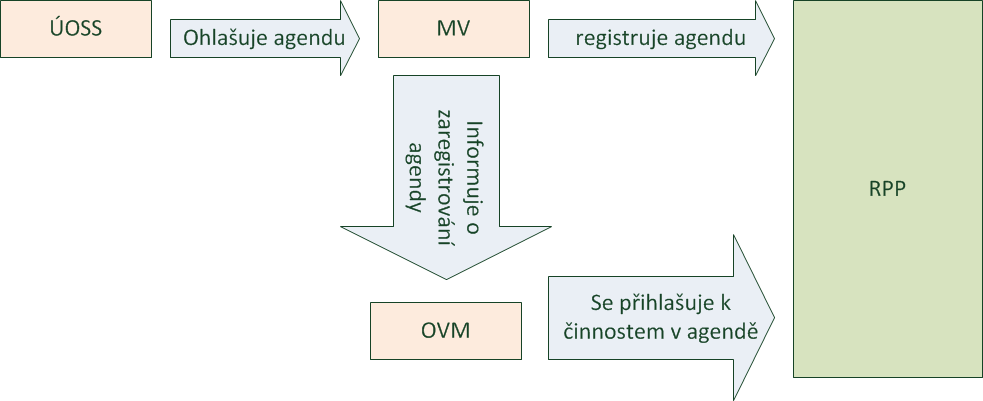 ÚOSS
Ohlašuje agendu
MV
registruje agendu
RPP
Informuje o
zaregistrování
agendy
OVM
Se přihlašuje k
činnostem v agendě